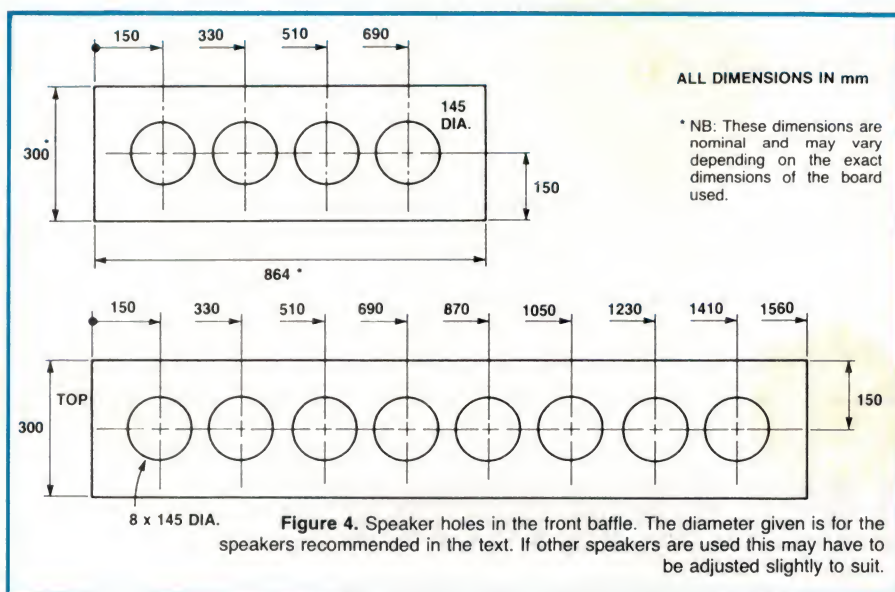 150 330 510 690
ALL DIMENSIONS IN mm
145
DIA.
* NB: These dimensions are
nominal and may vary
depending on the exact
dimensions of the board
used.
300*
150
864 *
150 330 510 690 870 1050 1230 1410 1560
TOP
150
300
8 x 145 DIA.
Figure 4. Speaker holes in the front baffle. The diameter given is for the
speakers recommended in the text. If other speakers are used this may have to
be adjusted slightly to suit.